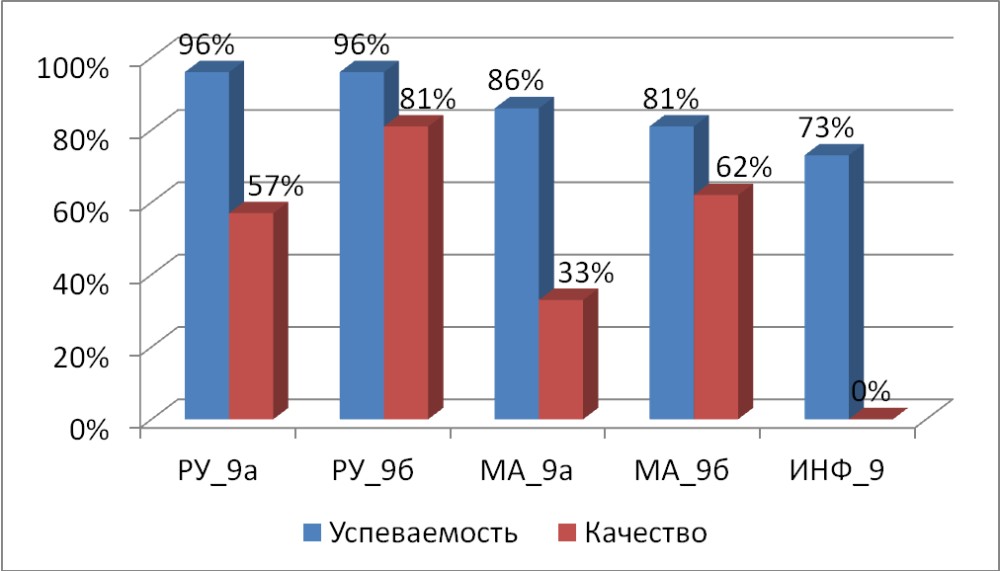 96%
96%
86%
81%
73%
57%
81%
33%
62%
0%
100%
80%
60%
40%
20%
0%
РУ_9а
РУ_9б
МА_9а
МА_9б
ИНФ_9
Успеваемость
Качество